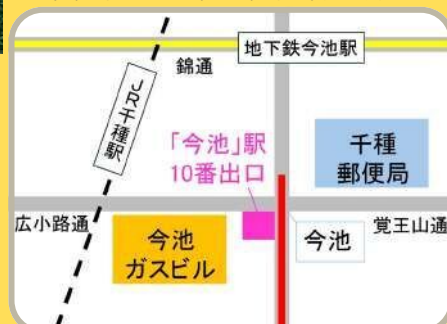 地下鉄今池駅
錦通
JR千種駅
「今池」駅
10番出口
千種
郵便局
広小路通
今池
ガスビル
今池
覚王山通